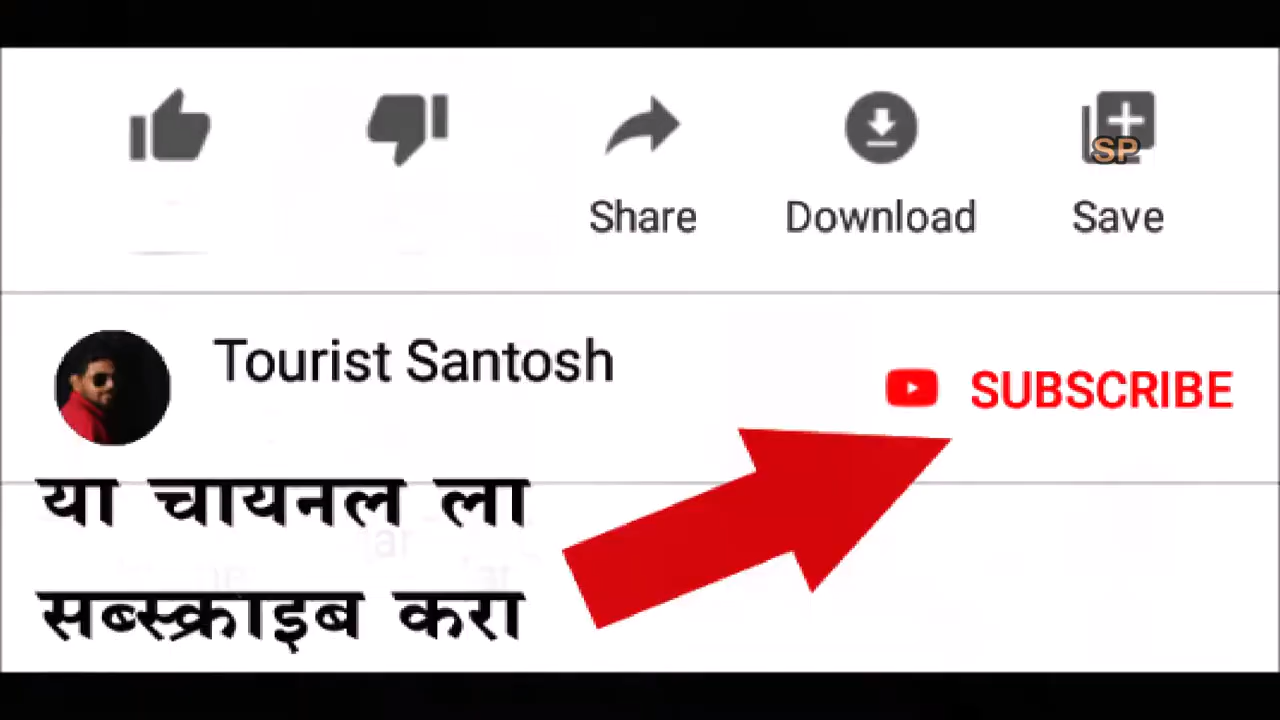 SP
Share Download Save
Tourist Santosh
SUBSCRIBE
या चायनल ला
सब्स्क्राइब करा